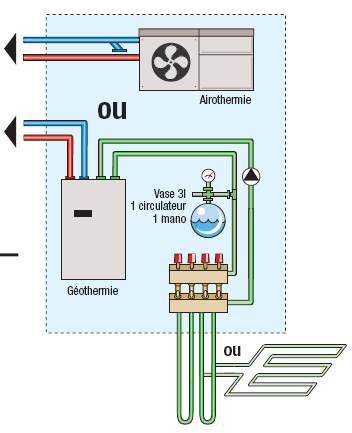 Airothermie
ou
Vase 3l
1 circulateur
1 mano
Géothermie
ou